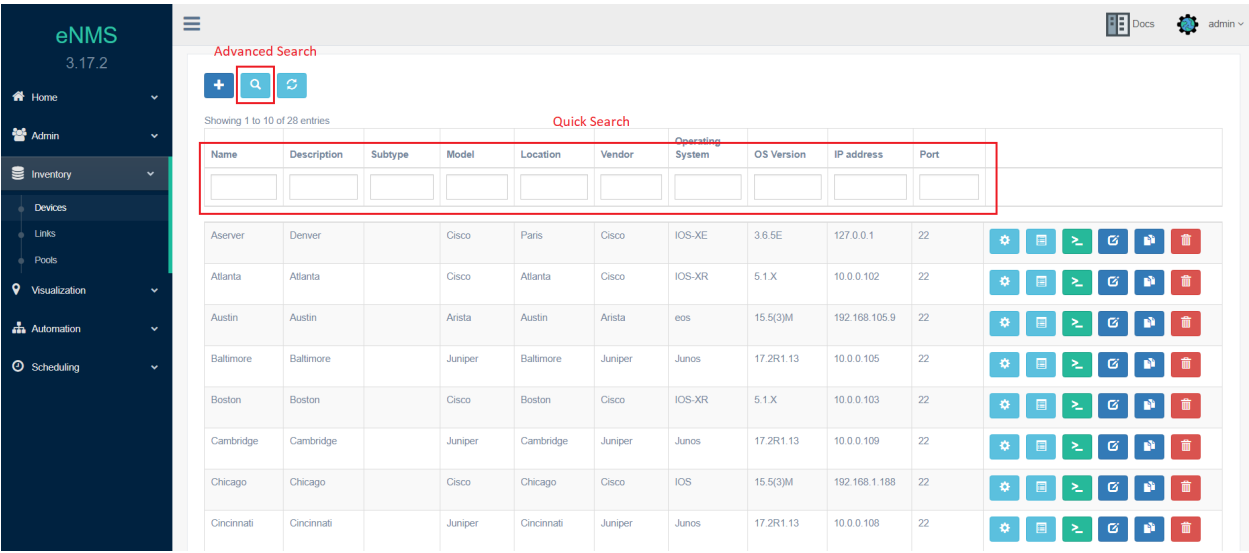 eNMS
3.17.2
Home
Admin
Inventory
Devices
Links
Pools
Visualization
Automation
Scheduling
Docs
admin
Advanced Search
Showing 1 to 10 of 28 entries
Quick Search
Name Description Subtype Model Location Vendor Operating System OS Version IP address Port
Aserver Denver Cisco Paris Cisco IOS-XE 3.6.5E 127.0.0.1 22
Atlanta Atlanta Cisco Atlanta Cisco IOS-XR 5.1.X 10.0.0.102 22
Austin Austin Arista Austin Arista eos 15.5(3)M 192.168.105.9 22
Baltimore Baltimore Juniper Baltimore Juniper Junos 17.2R1.13 10.0.0.105 22
Boston Boston Cisco Boston Cisco IOS-XR 5.1.X 10.0.0.103 22
Cambridge Cambridge Juniper Cambridge Juniper Junos 17.2R1.13 10.0.0.109 22
Chicago Chicago Cisco Chicago Cisco IOS 15.5(3)M 192.168.1.188 22
Cincinnati Cincinnati Juniper Cincinnati Juniper Junos 17.2R1.13 10.0.0.108 22